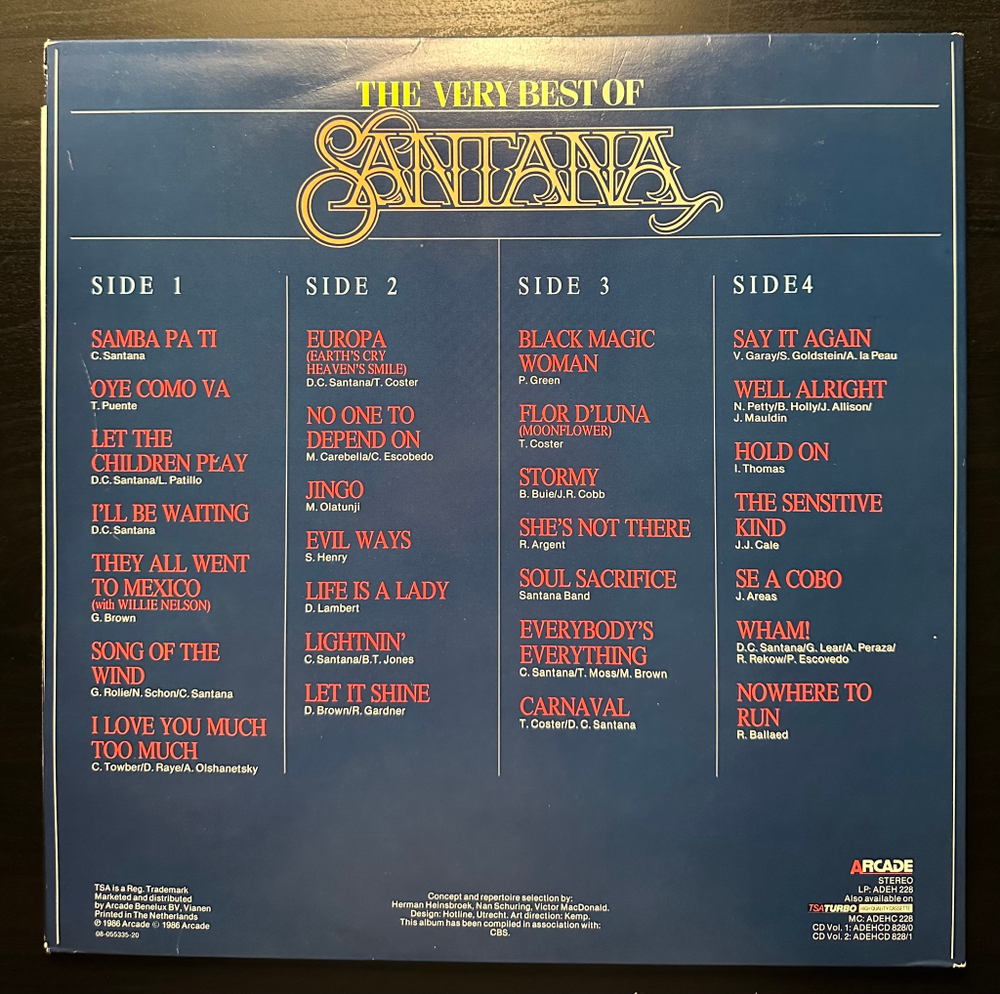 THE VERY BEST OF
SANTANA
SIDE 1
SAMBA PA TI
C. Santana
OYE COMO VA
T. Puente
LET THE
CHILDREN PLAY
D.C. Santana/L. Patillo
I'LL BE WAITING
D.C. Santana
THEY ALL WENT
TO MEXICO
(with WILLIE NELSON)
G. Brown
SONG OF THE
WIND
G. Rolie/N. Schon/C. Santana
I LOVE YOU MUCH
TOO MUCH
C. Towber/D. Raye/A. Olshanetsky
SIDE 2
EUROPA
(EARTH'S CRY
HEAVEN'S SMILE)
D.C. Santana/T. Coster
NO ONE TO
DEPEND ON
M. Carebella/C. Escobedo
JINGO
M. Olatunji
EVIL WAYS
S. Henry
LIFE IS A LADY
D. Lambert
LIGHTNIN'
C. Santana/B.T. Jones
LET IT SHINE
D. Brown/R. Gardner
SIDE 3
BLACK MAGIC
WOMAN
P. Green
FLOR D'LUNA
(MOONFLOWER)
T. Coster
STORMY
B. Buie/J.R. Cobb
SHE'S NOT THERE
R. Argent
SOUL SACRIFICE
Santana Band
EVERYBODY'S
EVERYTHING
C. Santana/T. Moss/M. Brown
CARNAVAL
T. Coster/D.C. Santana
SIDE4
SAY IT AGAIN
V. Garay/S. Goldstein/A. la Peau
WELL ALRIGHT
N. Petty/B. Holly/J. Allison/
J. Mauldin
HOLD ON
I. Thomas
THE SENSITIVE
KIND
J.J. Cale
SE A COBO
J. Areas
WHAM!
D.C. Santana/G. Lear/A. Peraza/
R. Rekow/P. Escovedo
NOWHERE TO
RUN
R. Ballaed
TSA is a Reg. Trademark
Marketed and distributed
by Arcade Benelux BV, Vianen
Printed in The Netherlands
℗ 1986 Arcade © 1986 Arcade
08-055335-20
Concept and repertoire selection by:
Herman Heinsbroek, Nan Schuring, Victor MacDonald.
Design: Hotline, Utrecht. Art direction: Kemp.
This album has been compiled in association with:
CBS.
ARCADE
STEREO
LP: ADEH 228
Also available on
TSATURBO HIGH QUALITY CASSETTE
MC: ADEHC 228
CD Vol. 1: ADEHCD 828/0
CD Vol. 2: ADEHCD 828/1